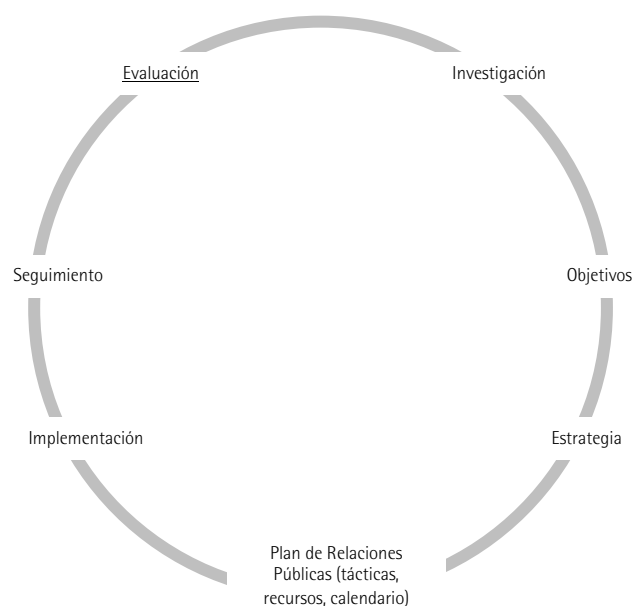 Evaluación
Investigación
Seguimiento
Objetivos
Implementación
Estrategia
Plan de Relaciones
Públicas (tácticas,
recursos, calendario)